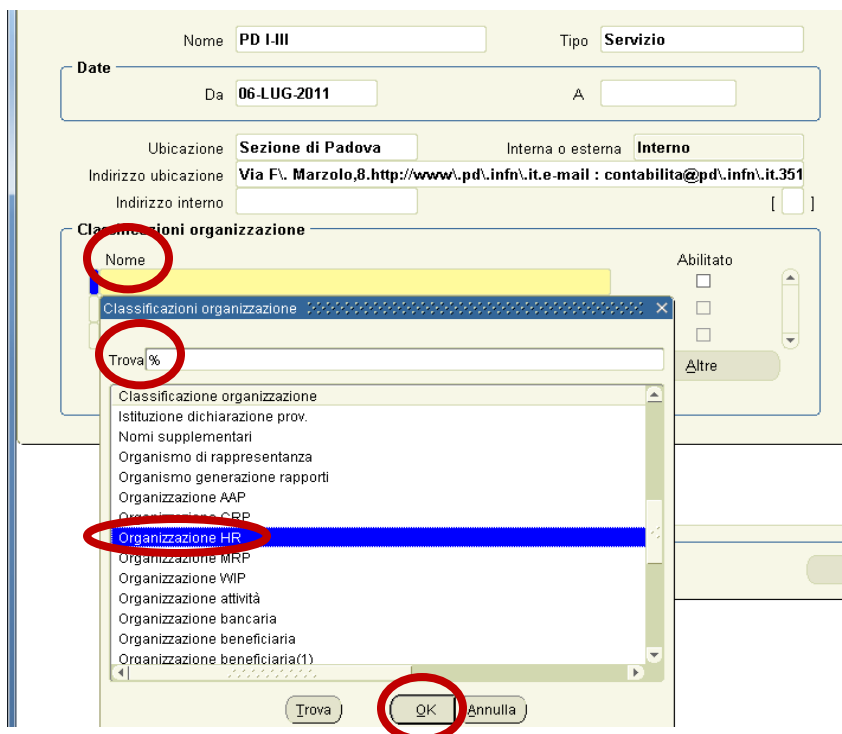 Nome PD I-III Tipo Servizio
Date
Da 06-LUG-2011 A
Ubicazione Sezione di Padova Interna o esterna Interno
Indirizzo ubicazione Via F\. Marzolo,8.http://www\.pd\.infn\.it.e-mail : contabilita@pd\.infn\.it.351
Indirizzo interno [ ]
Classificazioni organizzazione
Nome Abilitato
Classificazioni organizzazione
Trova %
Altre
Classificazione organizzazione
Istituzione dichiarazione prov.
Nomi supplementari
Organismo di rappresentanza
Organismo generazione rapporti
Organizzazione AAP
Organizzazione GRP
Organizzazione HR
Organizzazione MRP
Organizzazione WIP
Organizzazione attività
Organizzazione bancaria
Organizzazione beneficiaria
Organizzazione beneficiaria(1)
Trova OK Annulla